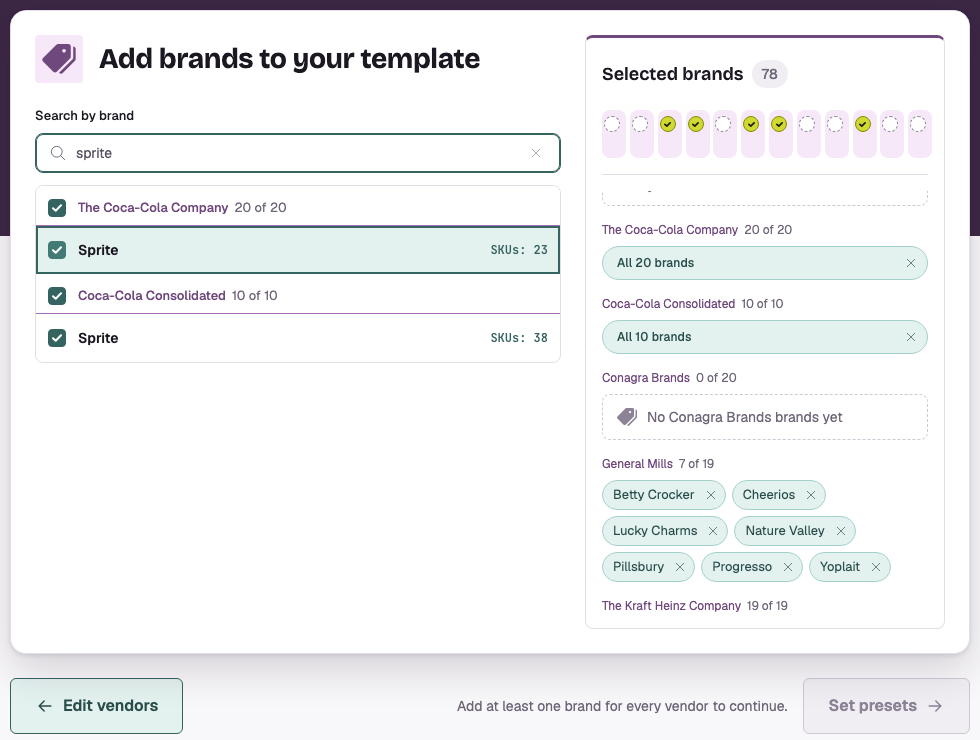 Add brands to your template
Search by brand
sprite
The Coca-Cola Company 20 of 20
Sprite SKUs: 23
Coca-Cola Consolidated 10 of 10
Sprite SKUs: 38
Selected brands 78
The Coca-Cola Company 20 of 20
All 20 brands
Coca-Cola Consolidated 10 of 10
All 10 brands
Conagra Brands 0 of 20
No Conagra Brands brands yet
General Mills 7 of 19
Betty Crocker Cheerios
Lucky Charms Nature Valley
Pillsbury Progresso Yoplait
The Kraft Heinz Company 19 of 19
Edit vendors
Add at least one brand for every vendor to continue.
Set presets